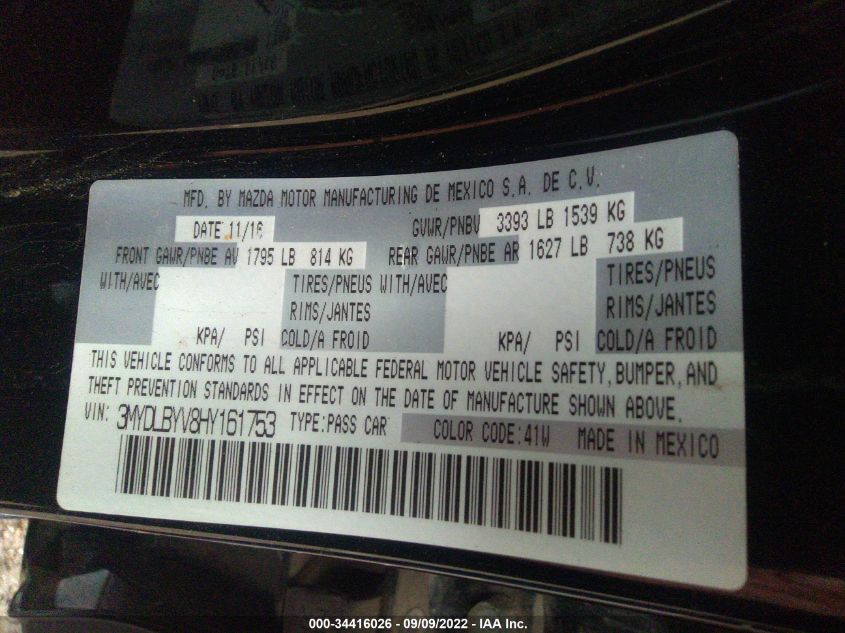 MFD. BY MAZDA MOTOR MANUFACTURING DE MEXICO S.A. DE C.V.
DATE 11/16 GVWR/PNBV 3393 LB 1539 KG
FRONT GAWR/PNBE AV 1795 LB 814 KG REAR GAWR/PNBE AR 1627 LB 738 KG
WITH/AVEC TIRES/PNEUS WITH/AVEC TIRES/PNEUS
RIMS/JANTES RIMS/JANTES
KPA/ PSI COLD/A FROID KPA/ PSI COLD/A FROID
THIS VEHICLE CONFORMS TO ALL APPLICABLE FEDERAL MOTOR VEHICLE SAFETY, BUMPER, AND
THEFT PREVENTION STANDARDS IN EFFECT ON THE DATE OF MANUFACTURE SHOWN ABOVE.
VIN: 3MYDLBYV8HY161753 TYPE:PASS CAR COLOR CODE:41W MADE IN MEXICO
000-34416026 - 09/09/2022 - IAA Inc.